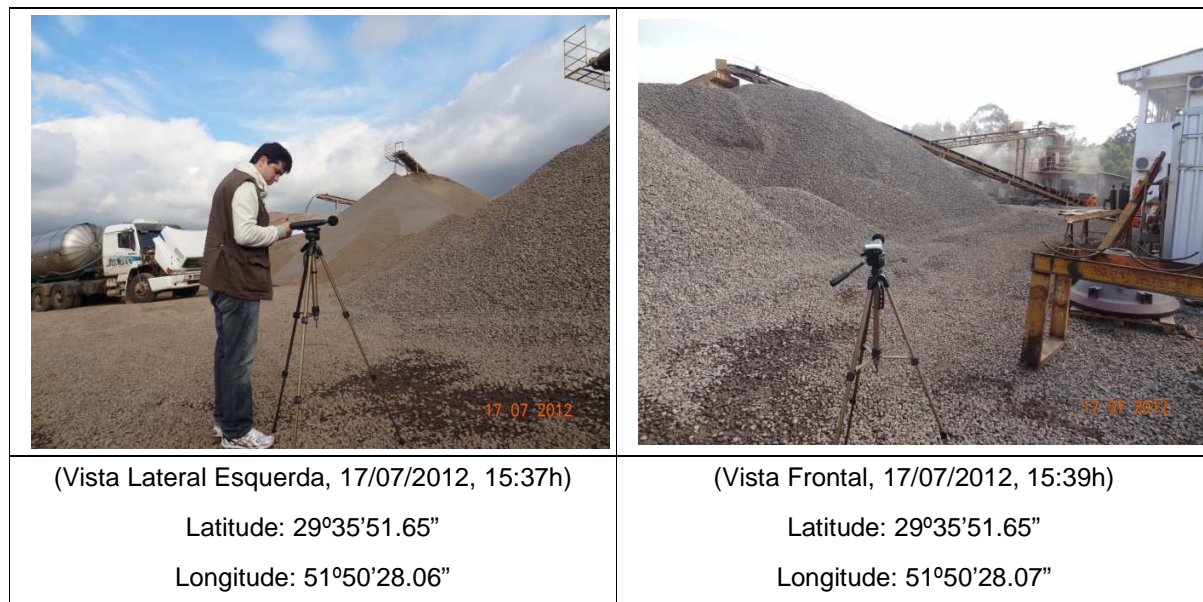 17 07 2012
17 07 2012
(Vista Lateral Esquerda, 17/07/2012, 15:37h)
Latitude: 29º35'51.65”
Longitude: 51º50'28.06”
(Vista Frontal, 17/07/2012, 15:39h)
Latitude: 29º35'51.65”
Longitude: 51º50'28.07”